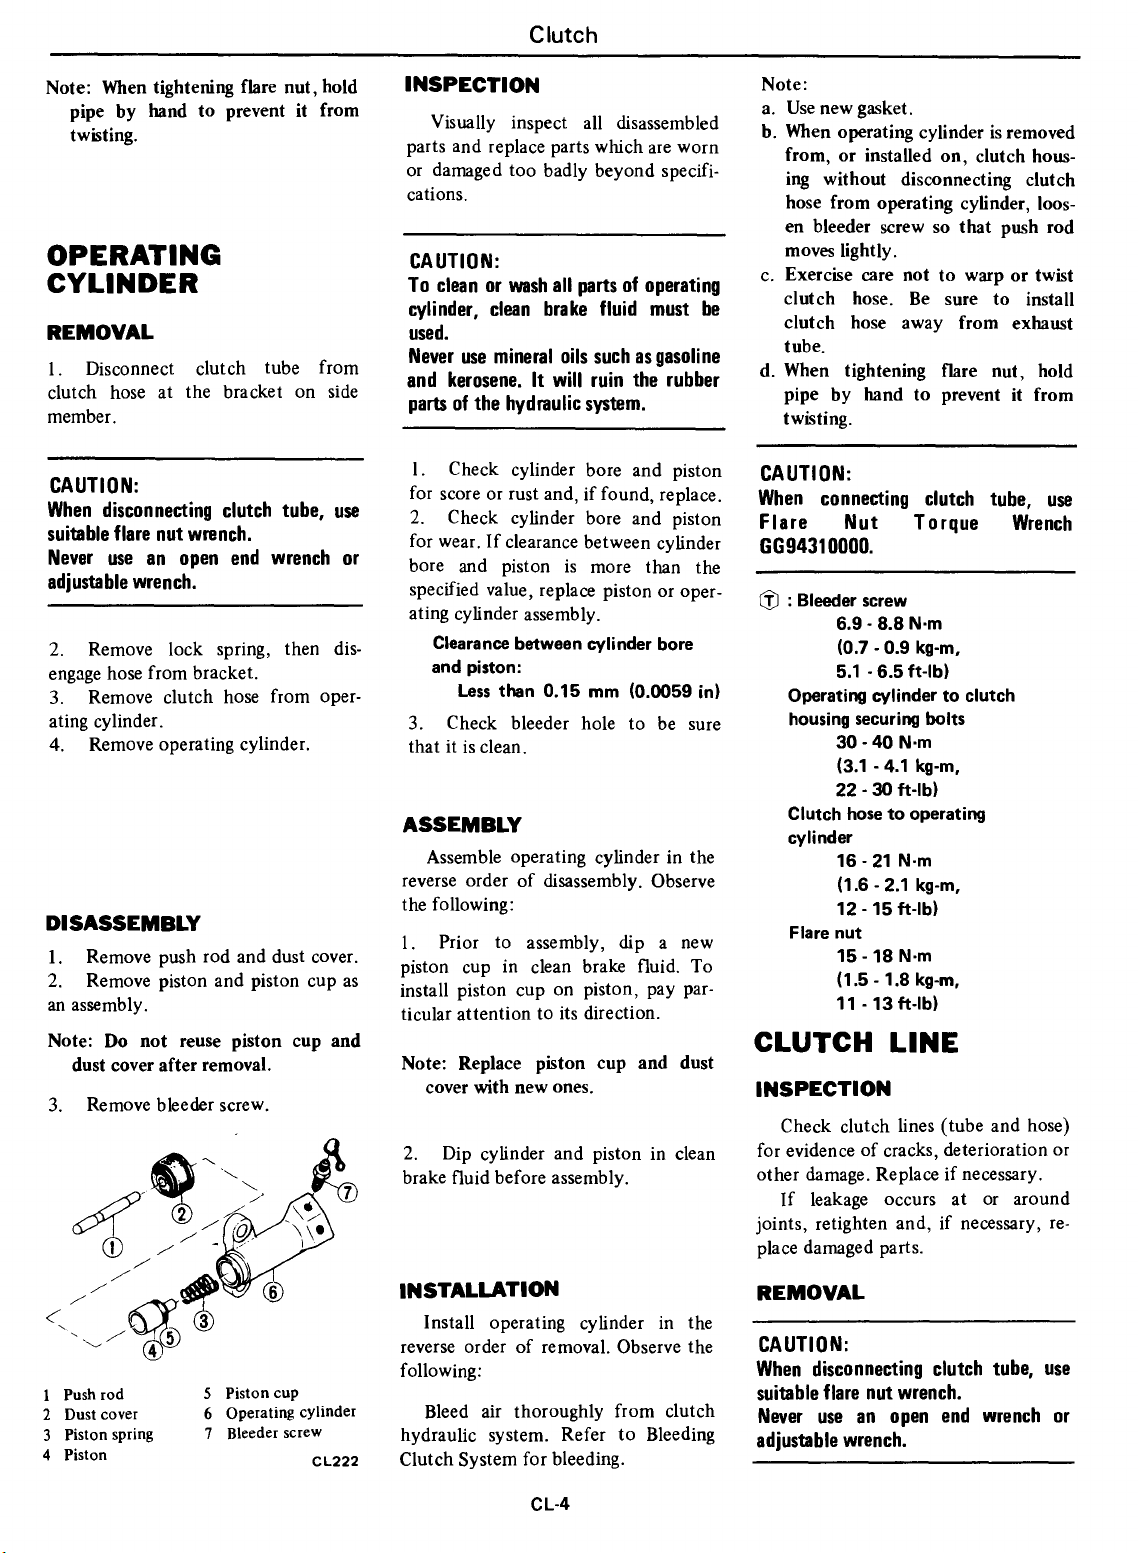 Clutch
Note: When tightening flare nut, hold
pipe by hand to prevent it from
twisting.
OPERATING
CYLINDER
REMOVAL
1. Disconnect clutch tube from
clutch hose at the bracket on side
member.
CAUTION:
When disconnecting clutch tube, use
suitable flare nut wrench.
Never use an open end wrench or
adjustable wrench.
2. Remove lock spring, then dis-
engage hose from bracket.
3. Remove clutch hose from oper-
ating cylinder.
4. Remove operating cylinder.
DISASSEMBLY
1. Remove push rod and dust cover.
2. Remove piston and piston cup as
an assembly.
Note: Do not reuse piston cup and
dust cover after removal.
3. Remove bleeder screw.
1
2
3
4
5
6
7
1 Push rod
2 Dust cover
3 Piston spring
4 Piston
5 Piston cup
6 Operating cylinder
7 Bleeder screw
CL222
INSPECTION
Visually inspect all disassembled
parts and replace parts which are worn
or damaged too badly beyond specifi-
cations.
CAUTION:
To clean or wash all parts of operating
cylinder, clean brake fluid must be
used.
Never use mineral oils such as gasoline
and kerosene. It will ruin the rubber
parts of the hydraulic system.
1. Check cylinder bore and piston
for score or rust and, if found, replace.
2. Check cylinder bore and piston
for wear. If clearance between cylinder
bore and piston is more than the
specified value, replace piston or oper-
ating cylinder assembly.
Clearance between cylinder bore
and piston:
Less than 0.15 mm (0.0059 in)
3. Check bleeder hole to be sure
that it is clean.
ASSEMBLY
Assemble operating cylinder in the
reverse order of disassembly. Observe
the following:
1. Prior to assembly, dip a new
piston cup in clean brake fluid. To
install piston cup on piston, pay par-
ticular attention to its direction.
Note: Replace piston cup and dust
cover with new ones.
2. Dip cylinder and piston in clean
brake fluid before assembly.
INSTALLATION
Install operating cylinder in the
reverse order of removal. Observe the
following:
Bleed air thoroughly from clutch
hydraulic system. Refer to Bleeding
Clutch System for bleeding.
Note:
a. Use new gasket.
b. When operating cylinder is removed
from, or installed on, clutch hous-
ing without disconnecting clutch
hose from operating cylinder, loos-
en bleeder screw so that push rod
moves lightly.
c. Exercise care not to warp or twist
clutch hose. Be sure to install
clutch hose away from exhaust
tube.
d. When tightening flare nut, hold
pipe by hand to prevent it from
twisting.
CAUTION:
When connecting clutch tube, use
Flare Nut Torque Wrench
GG94310000.
T : Bleeder screw
6.9 - 8.8 N·m
(0.7 - 0.9 kg-m,
5.1 - 6.5 ft-lb)
Operating cylinder to clutch
housing securing bolts
30 - 40 N·m
(3.1 - 4.1 kg-m,
22 - 30 ft-lb)
Clutch hose to operating
cylinder
16 - 21 N·m
(1.6 - 2.1 kg-m,
12 - 15 ft-lb)
Flare nut
15 - 18 N·m
(1.5 - 1.8 kg-m,
11 - 13 ft-lb)
CLUTCH LINE
INSPECTION
Check clutch lines (tube and hose)
for evidence of cracks, deterioration or
other damage. Replace if necessary.
If leakage occurs at or around
joints, retighten and, if necessary, re-
place damaged parts.
REMOVAL
CAUTION:
When disconnecting clutch tube, use
suitable flare nut wrench.
Never use an open end wrench or
adjustable wrench.
CL-4